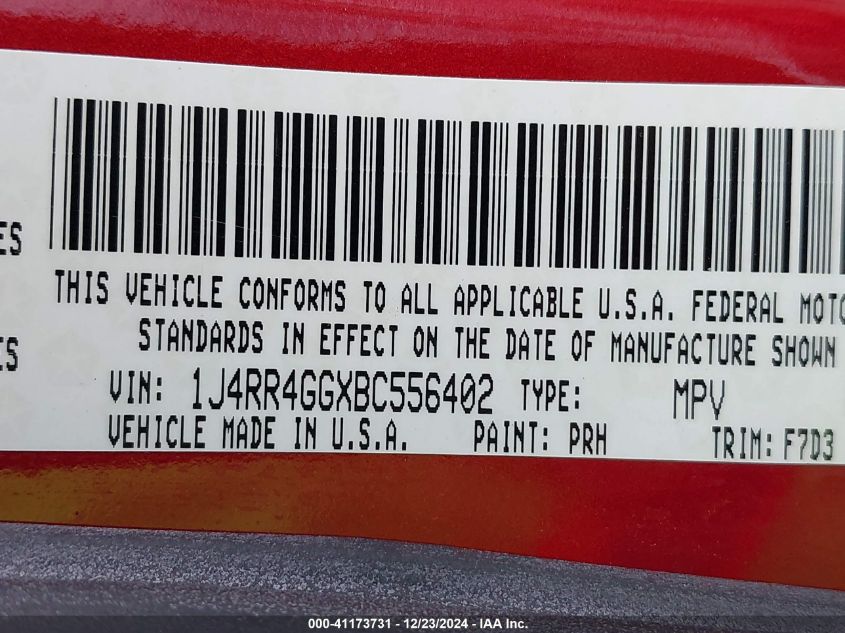 ES
THIS VEHICLE CONFORMS TO ALL APPLICABLE U.S.A. FEDERAL MOTO
STANDARDS IN EFFECT ON THE DATE OF MANUFACTURE SHOWN
ES
VIN: 1J4RR4GGXBC556402 TYPE: MPV
VEHICLE MADE IN U.S.A. PAINT: PRH TRIM: F7D3
000-41173731 - 12/23/2024 - IAA Inc.